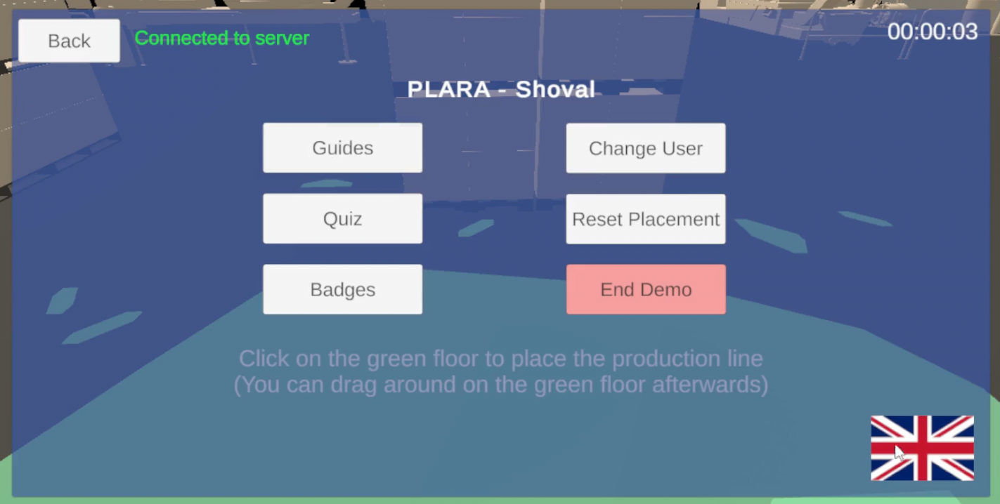 Back
Connected to server
00:00:03
PLARA - Shoval
Guides
Change User
Quiz
Reset Placement
Badges
End Demo
Click on the green floor to place the production line
(You can drag around on the green floor afterwards)